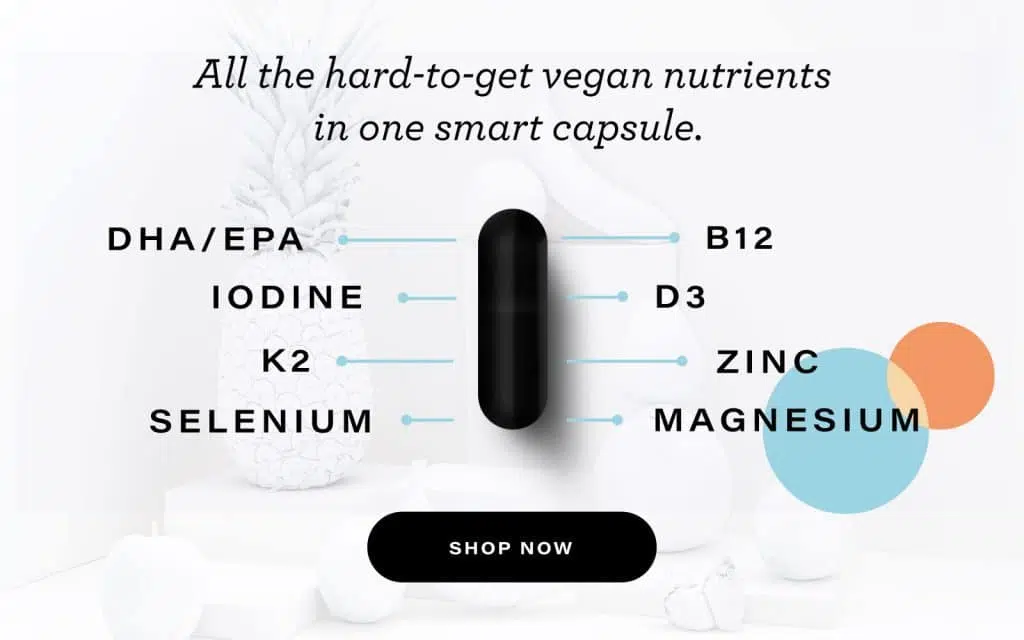 All the hard-to-get vegan nutrients
in one smart capsule.
DHA/EPA
B12
IODINE
D3
K2
ZINC
SELENIUM
MAGNESIUM
SHOP NOW